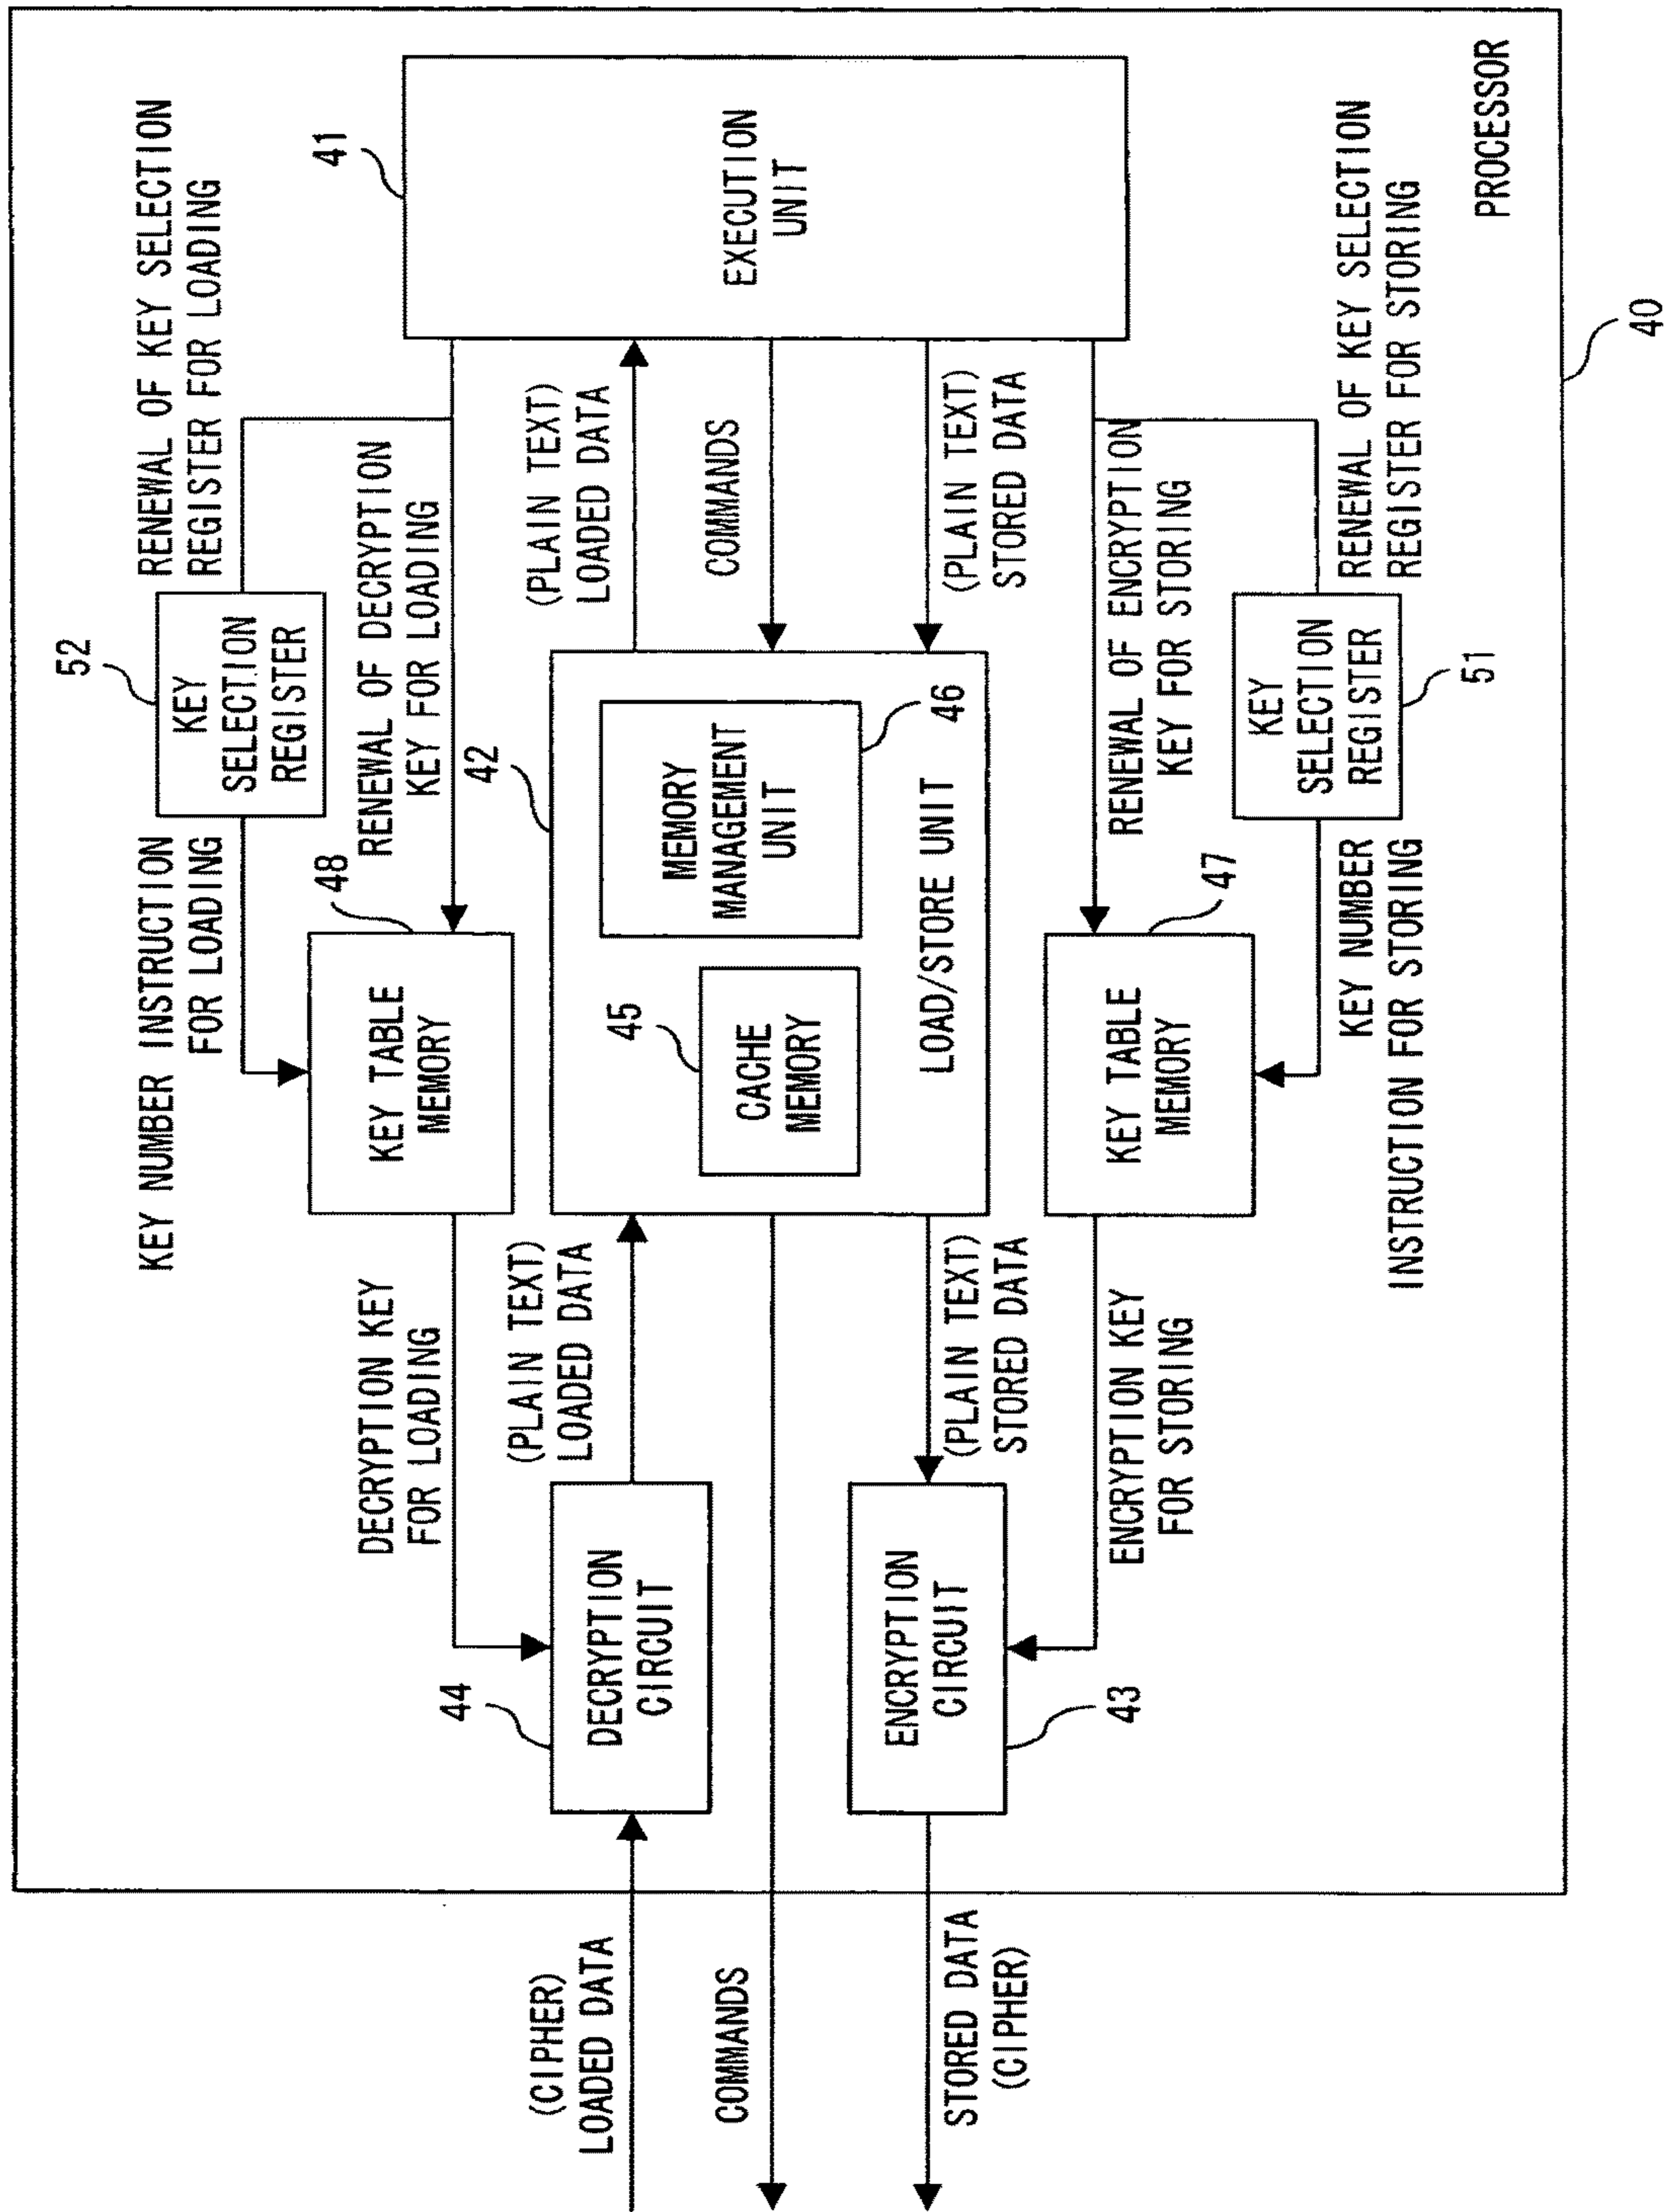 KEY NUMBER INSTRUCTION
FOR LOADING
52
KEY
SELECTION
REGISTER
RENEWAL OF KEY SELECTION
REGISTER FOR LOADING
DECRYPTION KEY
FOR LOADING
48
KEY TABLE
MEMORY
RENEWAL OF DECRYPTION
KEY FOR LOADING
41
EXECUTION
UNIT
(CIPHER)
LOADED DATA
44
DECRYPTION
CIRCUIT
(PLAIN TEXT)
LOADED DATA
42
(PLAIN TEXT)
LOADED DATA
COMMANDS
45
CACHE
MEMORY
MEMORY
MANAGEMENT
UNIT
46
LOAD/STORE UNIT
COMMANDS
STORED DATA
(CIPHER)
ENCRYPTION
CIRCUIT
43
(PLAIN TEXT)
STORED DATA
(PLAIN TEXT)
STORED DATA
ENCRYPTION KEY
FOR STORING
KEY TABLE
MEMORY
47
RENEWAL OF ENCRYPTION
KEY FOR STORING
KEY NUMBER
INSTRUCTION FOR STORING
KEY
SELECTION
REGISTER
51
RENEWAL OF KEY SELECTION
REGISTER FOR STORING
PROCESSOR
40